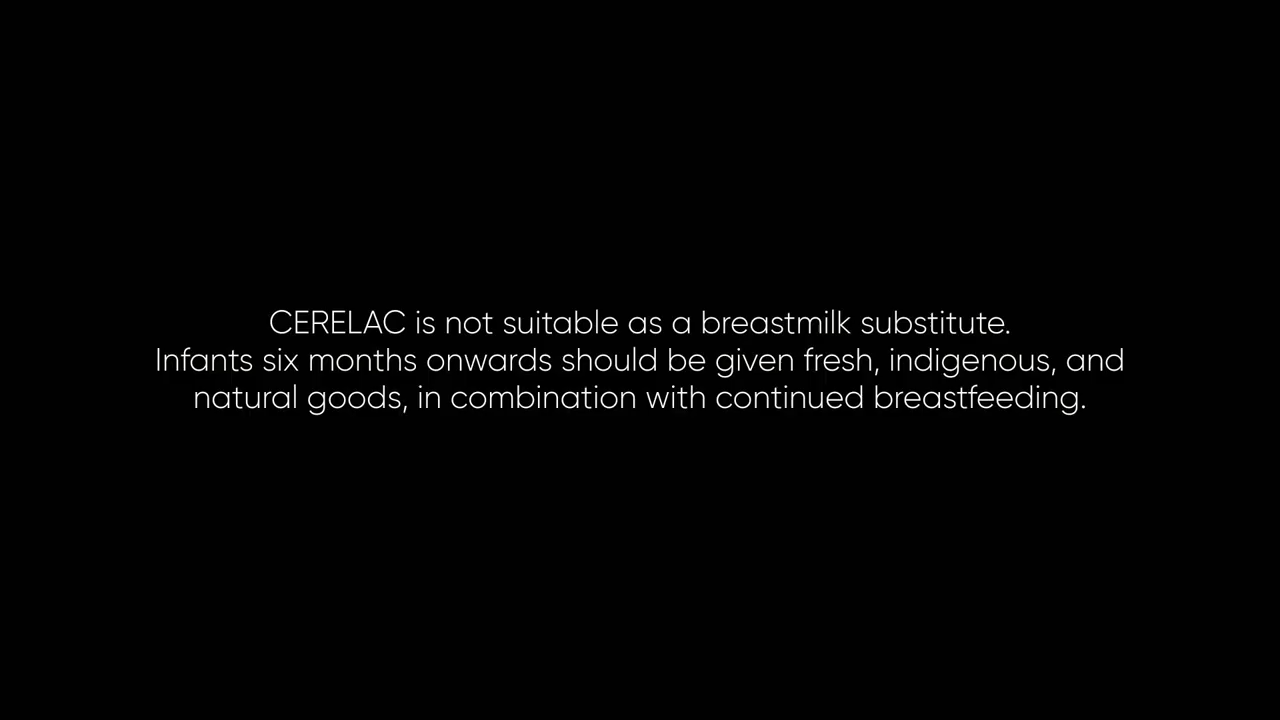 CERELAC is not suitable as a breastmilk substitute.
Infants six months onwards should be given fresh, indigenous, and
natural goods, in combination with continued breastfeeding.